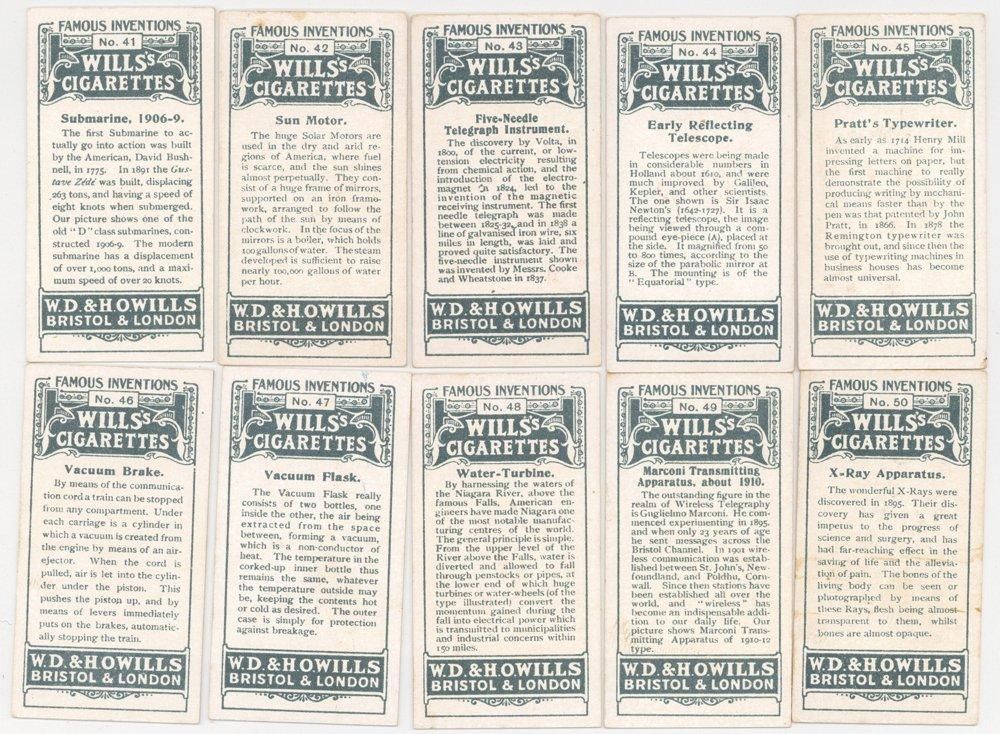 FAMOUS INVENTIONS
No. 41
WILLS's
CIGARETTES
Submarine, 1906-9.
The first Submarine to ac-
tually go into action was built
by the American, David Bush-
nell, in 1775. In 1891 the Gus-
tave Zédé was built, displacing
263 tons, and having a speed of
eight knots when submerged.
Our picture shows one of the
old "D" class submarines, con-
structed 1906-9. The modern
submarine has a displacement
of over 1,000 tons, and a maxi-
mum speed of over 20 knots.
W.D. & H.O. WILLS
BRISTOL & LONDON
FAMOUS INVENTIONS
No. 42
WILLS's
CIGARETTES
Sun Motor.
The huge Solar Motors are
used in the dry and arid re-
gions of America, where fuel
is scarce, and the sun shines
almost perpetually. They con-
sist of a huge frame of mirrors,
supported on an iron frame-
work, arranged to follow the
path of the sun by means of
clockwork. In the focus of the
mirrors is a boiler, which holds
100 gallons of water. The steam
developed is sufficient to raise
nearly 100,000 gallons of water
per hour.
W.D. & H.O. WILLS
BRISTOL & LONDON
FAMOUS INVENTIONS
No. 43
WILLS's
CIGARETTES
Five-Needle
Telegraph Instrument.
The discovery by Volta, in
1800, of the current, or low-
tension electricity resulting
from chemical action, and the
introduction of the electro-
magnet in 1824, led to the
invention of the magnetic
receiving instrument. The first
needle telegraph was made
between 1825-32, and in 1838 a
line of galvanised iron wire, six
miles in length, was laid and
proved quite satisfactory. The
five-needle instrument shown
was invented by Messrs. Cooke
and Wheatstone in 1837.
W.D. & H.O. WILLS
BRISTOL & LONDON
FAMOUS INVENTIONS
No. 44
WILLS's
CIGARETTES
Early Reflecting
Telescope.
Telescopes were being made
in considerable numbers in
Holland about 1610, and were
much improved by Galileo,
Kepler, and other scientists.
The one shown is Sir Isaac
Newton's (1642-1727). It is a
reflecting telescope, the image
being viewed through a com-
pound eye-piece (A), placed at
the side. It magnified from 50
to 800 times, according to the
size of the parabolic mirror at
B. The mounting is of the
"Equatorial" type.
W.D. & H.O. WILLS
BRISTOL & LONDON
FAMOUS INVENTIONS
No. 45
WILLS's
CIGARETTES
Pratt's Typewriter.
As early as 1714 Henry Mill
invented a machine for im-
pressing letters on paper, but
the first machine to really
demonstrate the possibility of
producing writing by mechani-
cal means faster than by the
pen was that patented by John
Pratt, in 1866. In 1878 the
Remington typewriter was
brought out, and since then the
use of typewriting machines in
business houses has become
almost universal.
W.D. & H.O. WILLS
BRISTOL & LONDON
FAMOUS INVENTIONS
No. 46
WILLS's
CIGARETTES
Vacuum Brake.
By means of the communica-
tion cord a train can be stopped
from any compartment. Under
each carriage is a cylinder in
which a vacuum is created from
the engine by means of an air-
ejector. When the cord is
pulled, air is let into the cylin-
der under the piston. This
pushes the piston up, and by
means of levers immediately
puts on the brakes, automatic-
ally stopping the train.
W.D. & H.O. WILLS
BRISTOL & LONDON
FAMOUS INVENTIONS
No. 47
WILLS's
CIGARETTES
Vacuum Flask.
The Vacuum Flask really
consists of two bottles, one
inside the other, the air being
extracted from the space
between, forming a vacuum,
which is a non-conductor of
heat. The temperature in the
corked-up inner bottle thus
remains the same, whatever
the temperature outside may
be, keeping the contents hot
or cold as desired. The outer
case is simply for protection
against breakage.
W.D. & H.O. WILLS
BRISTOL & LONDON
FAMOUS INVENTIONS
No. 48
WILLS's
CIGARETTES
Water-Turbine.
By harnessing the waters of
the Niagara River, above the
famous Falls, American en-
gineers have made Niagara one
of the most notable manufac-
turing centres of the world.
The general principle is simple.
From the upper level of the
River above the Falls, water is
diverted and allowed to fall
through penstocks or pipes, at
the lower end of which huge
turbines or water-wheels (of the
type illustrated) convert the
momentum gained during the
fall into electrical power which
is transmitted to municipalities
and industrial concerns within
150 miles.
W.D. & H.O. WILLS
BRISTOL & LONDON
FAMOUS INVENTIONS
No. 49
WILLS's
CIGARETTES
Marconi Transmitting
Apparatus, about 1910.
The outstanding figure in the
realm of Wireless Telegraphy
is Guglielmo Marconi. He com-
menced experimenting in 1895,
and when only 23 years of age
he sent messages across the
Bristol Channel. In 1901 wire-
less communication was estab-
lished between St. John's, New-
foundland, and Poldhu, Corn-
wall. Since then stations have
been established all over the
world, and "wireless" has
become an indispensable addi-
tion to our daily life. Our
picture shows Marconi Trans-
mitting Apparatus of 1910-12
type.
W.D. & H.O. WILLS
BRISTOL & LONDON
FAMOUS INVENTIONS
No. 50
WILLS's
CIGARETTES
X-Ray Apparatus.
The wonderful X-Rays were
discovered in 1895. Their dis-
covery has given a great
impetus to the progress of
science and surgery, and has
had far-reaching effect in the
saving of life and the allevia-
tion of pain. The bones of the
living body can be seen or
photographed by means of
these Rays, flesh being almost
transparent to them, whilst
bones are almost opaque.
W.D. & H.O. WILLS
BRISTOL & LONDON